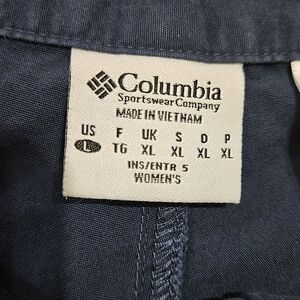 Columbia
Sportswear Company
MADE IN VIETNAM
US F UK S D P
L TG XL XL XL XL
INS/ENTR 5
WOMEN'S